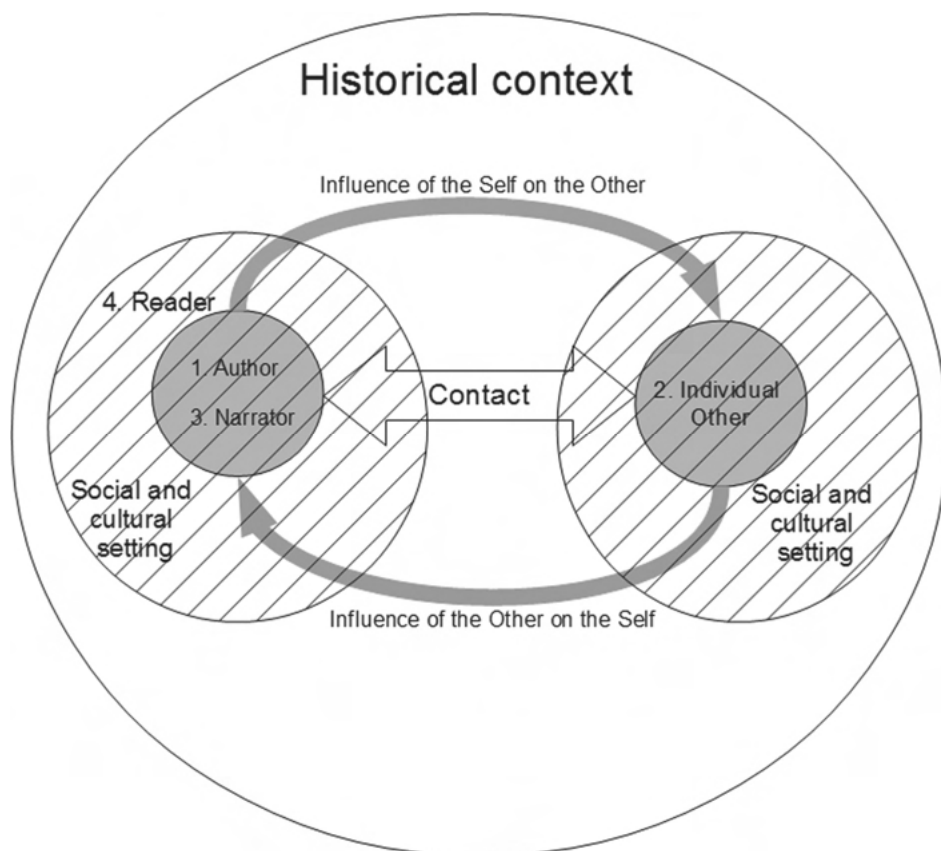 Historical context
Influence of the Self on the Other
4. Reader
1. Author
3. Narrator
Contact
2. Individual
Other
Social and
cultural
setting
Social and
cultural
setting
Influence of the Other on the Self